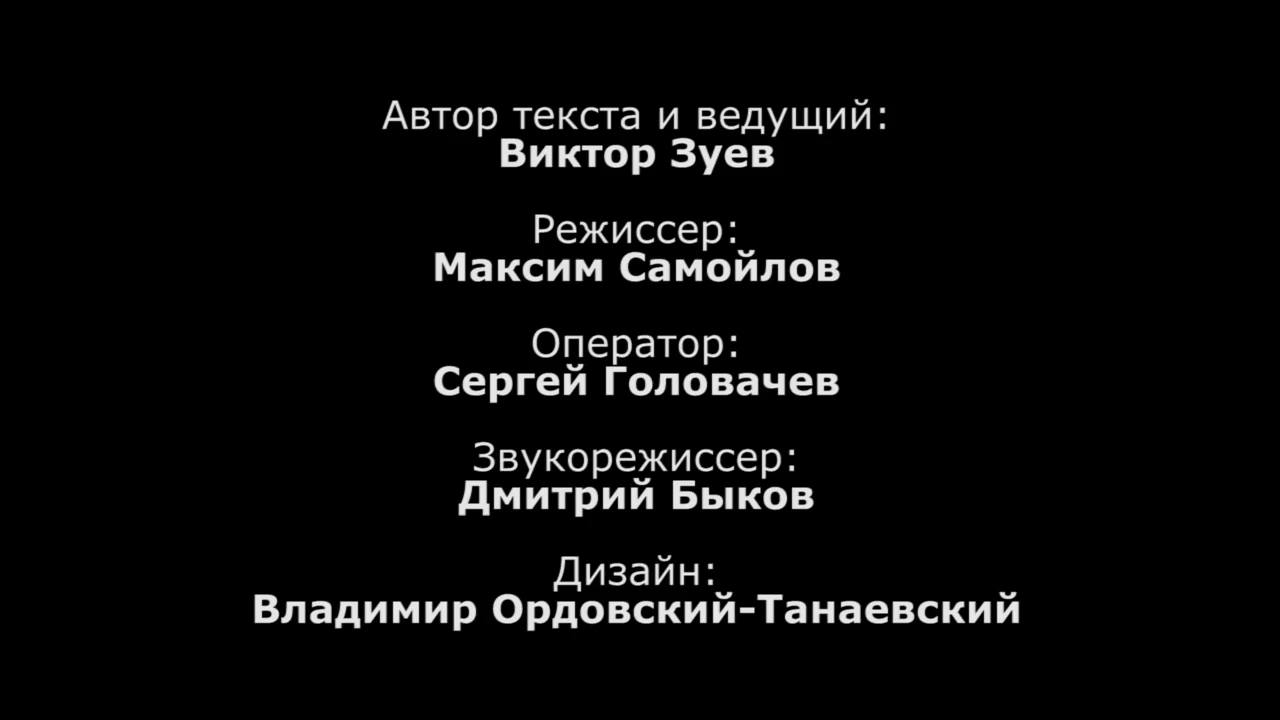 Автор текста и ведущий:
Виктор Зуев
Режиссер:
Максим Самойлов
Оператор:
Сергей Головачев
Звукорежиссер:
Дмитрий Быков
Дизайн:
Владимир Ордовский-Танаевский